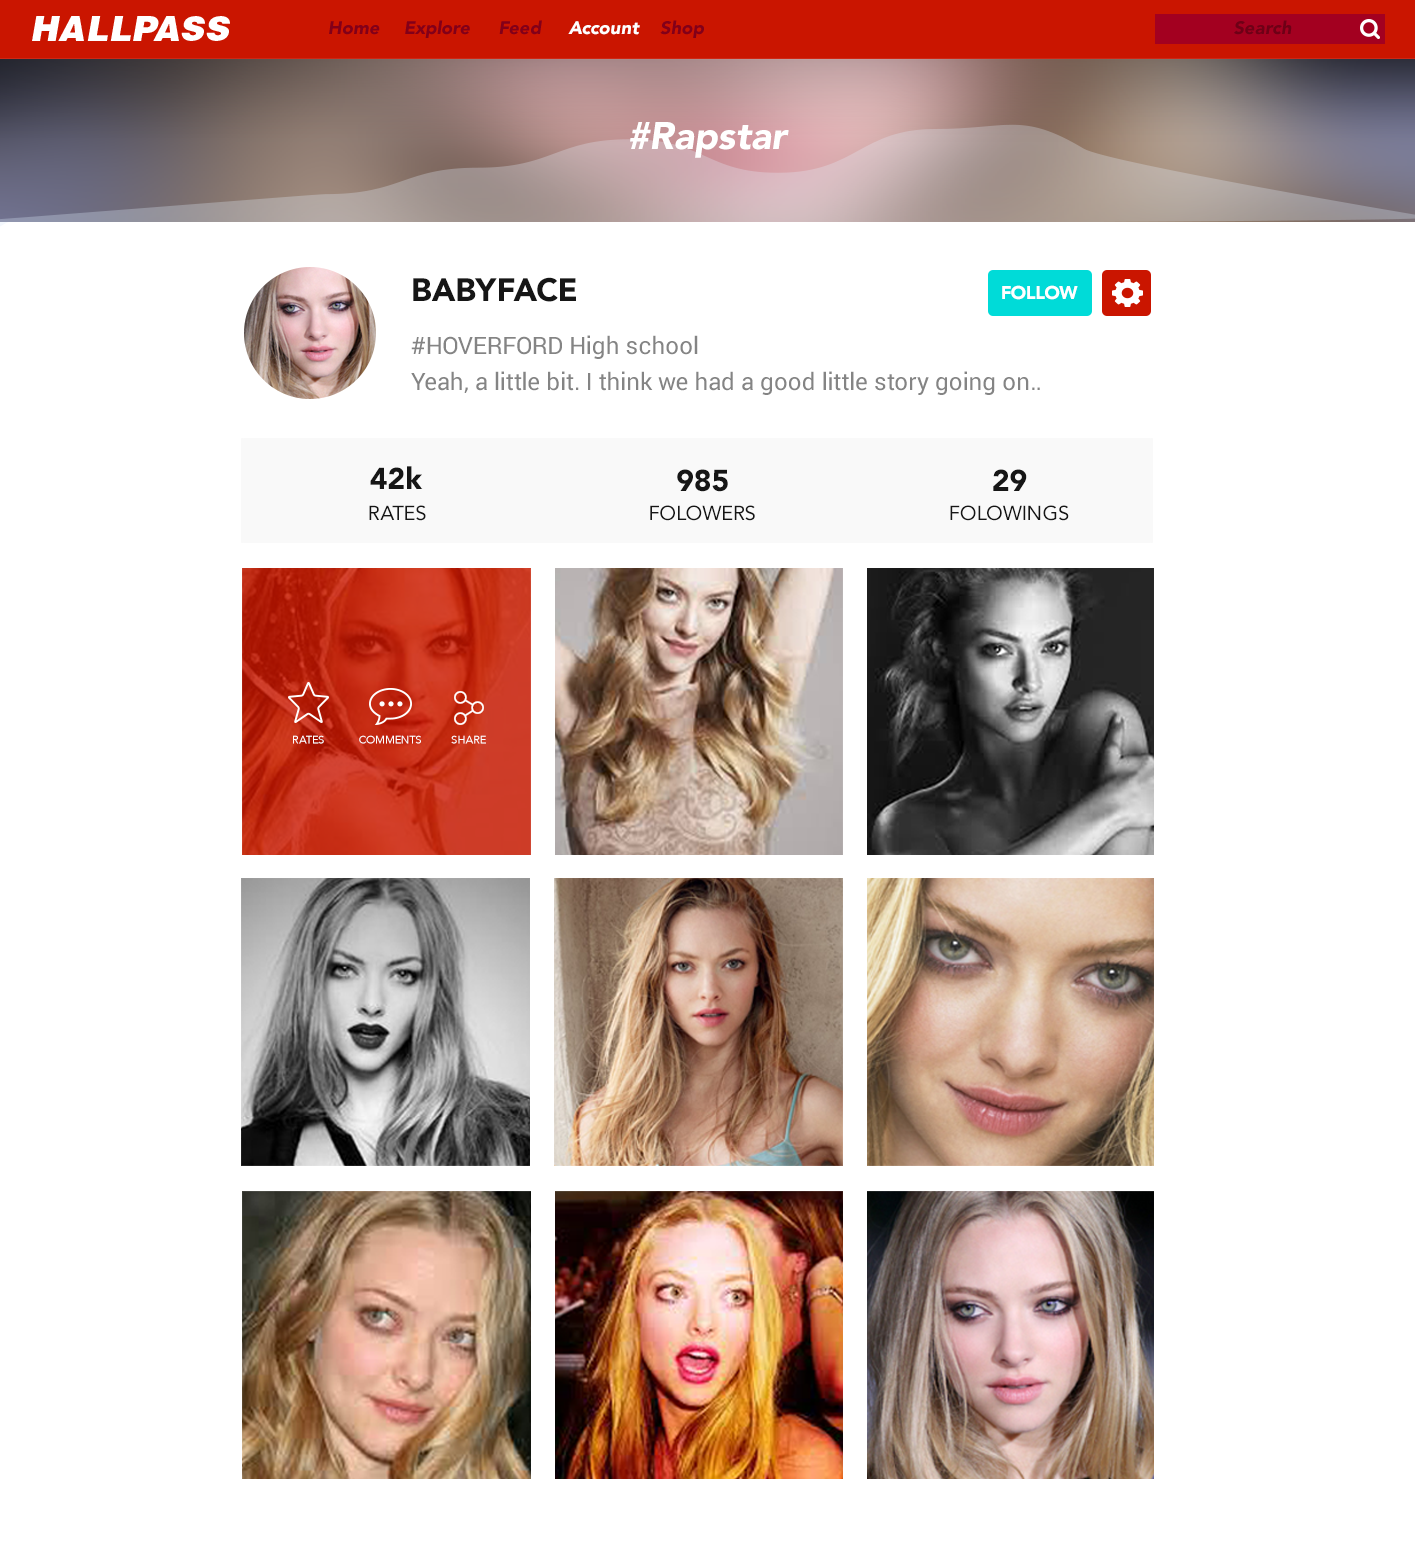 HALLPASS
Home Explore Feed Account Shop
Search
#Rapstar
BABYFACE
FOLLOW
#HOVERFORD High school
Yeah, a little bit. I think we had a good little story going on..
42k
RATES
985
FOLOWERS
29
FOLOWINGS
RATES
COMMENTS
SHARE